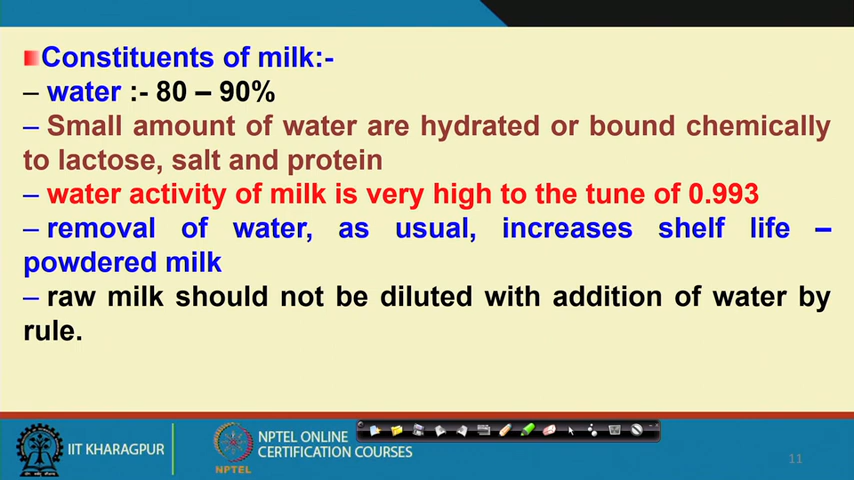 Constituents of milk:-
– water :- 80 – 90%
– Small amount of water are hydrated or bound chemically
to lactose, salt and protein
– water activity of milk is very high to the tune of 0.993
– removal of water, as usual, increases shelf life –
powdered milk
– raw milk should not be diluted with addition of water by
rule.
IIT KHARAGPUR
NPTEL
NPTEL ONLINE
CERTIFICATION COURSES
11